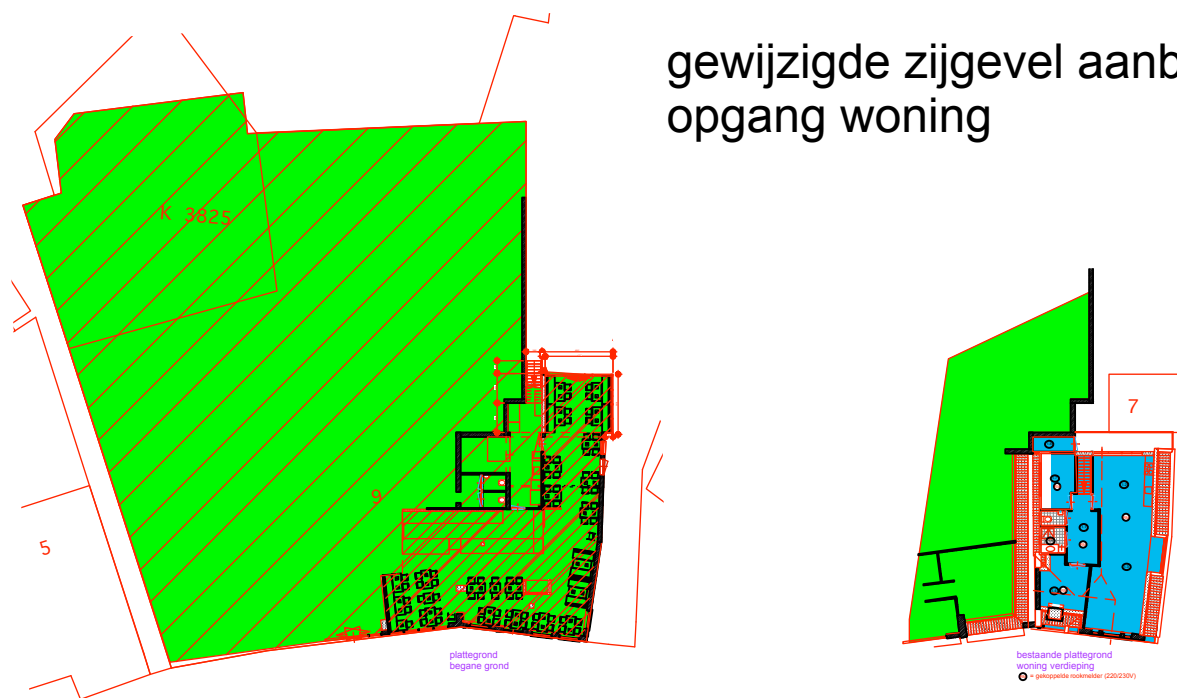 gewijzigde zijgevel aanb
opgang woning
K 3825
9
5
7
plattegrond
begane grond
bestaande plattegrond
woning verdieping
= gekoppelde rookmelder (220/230V)